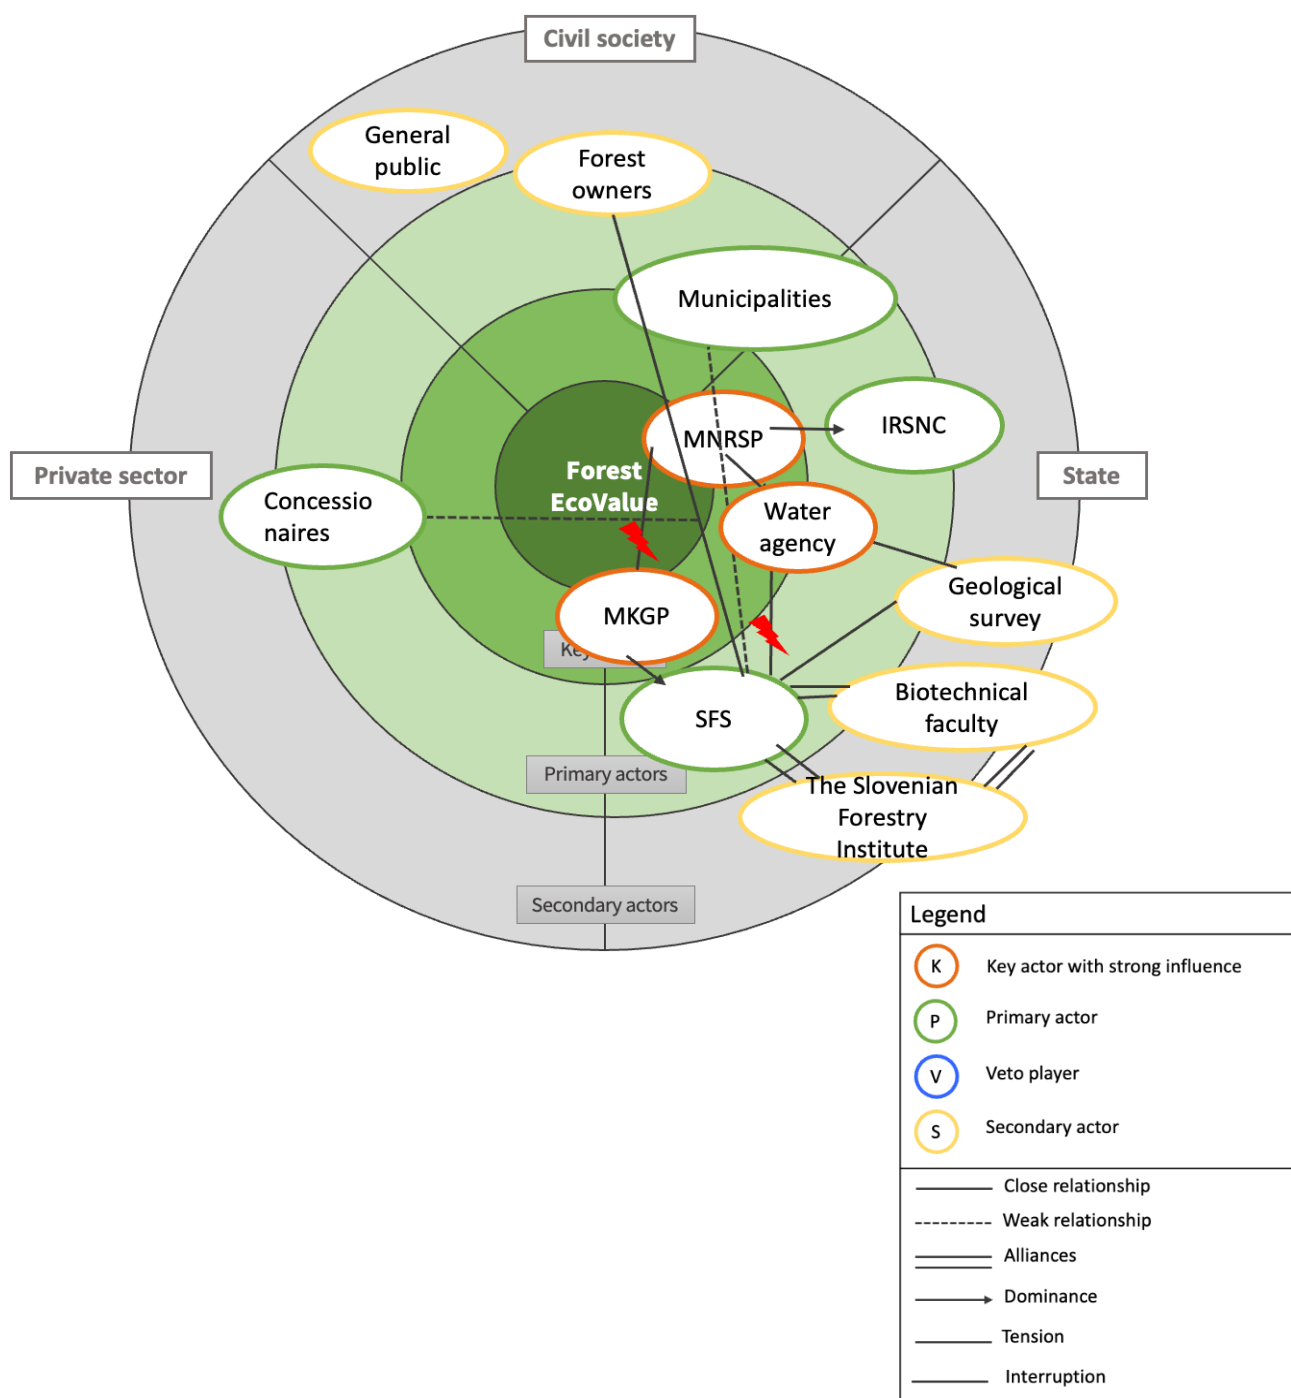 Civil society
General
public
Forest
owners
Municipalities
MNRSP
IRSNC
Private sector
State
Forest
EcoValue
Concessio
naires
Water
agency
Geological
survey
MKGP
SFS
Biotechnical
faculty
Primary actors
The Slovenian
Forestry
Institute
Secondary actors
Legend
K Key actor with strong influence
P Primary actor
V Veto player
S Secondary actor
Close relationship
Weak relationship
Alliances
Dominance
Tension
Interruption